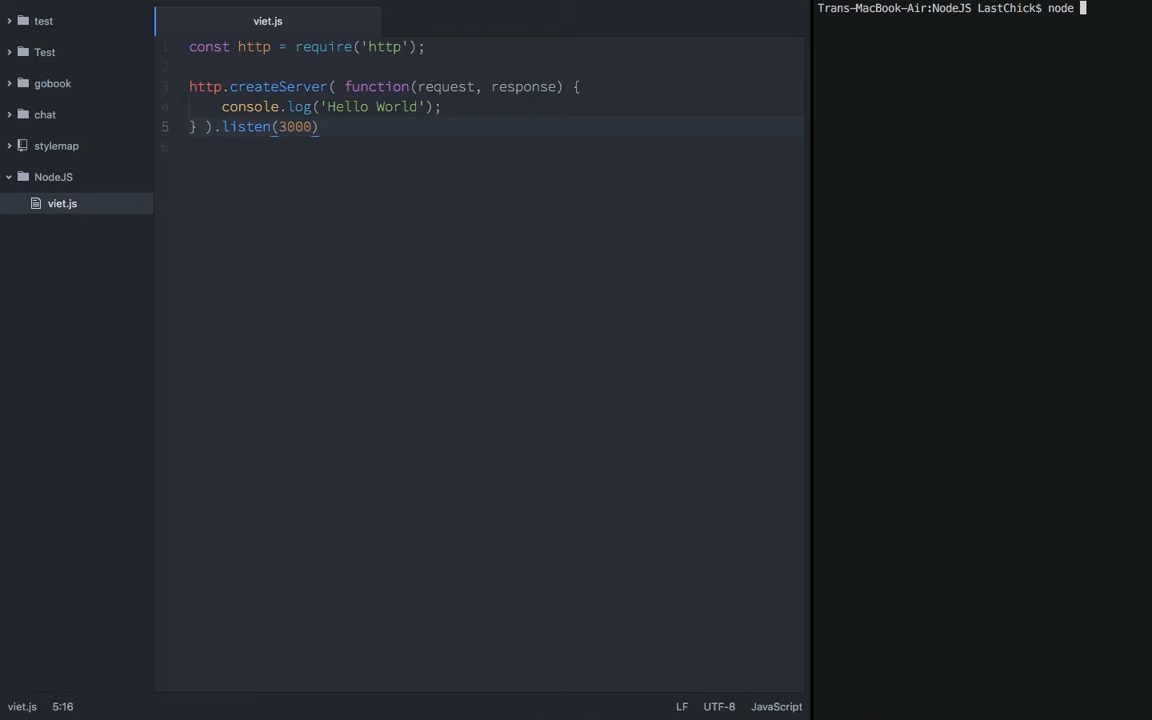 test
Test
gobook
chat
stylemap
NodeJS
viet.js
viet.js
1 const http = require('http');
2
3 http.createServer( function(request, response) {
4 console.log('Hello World');
5 } ).listen(3000)
6
viet.js 5:16
LF UTF-8 JavaScript
Trans-MacBook-Air:NodeJS LastChick$ node